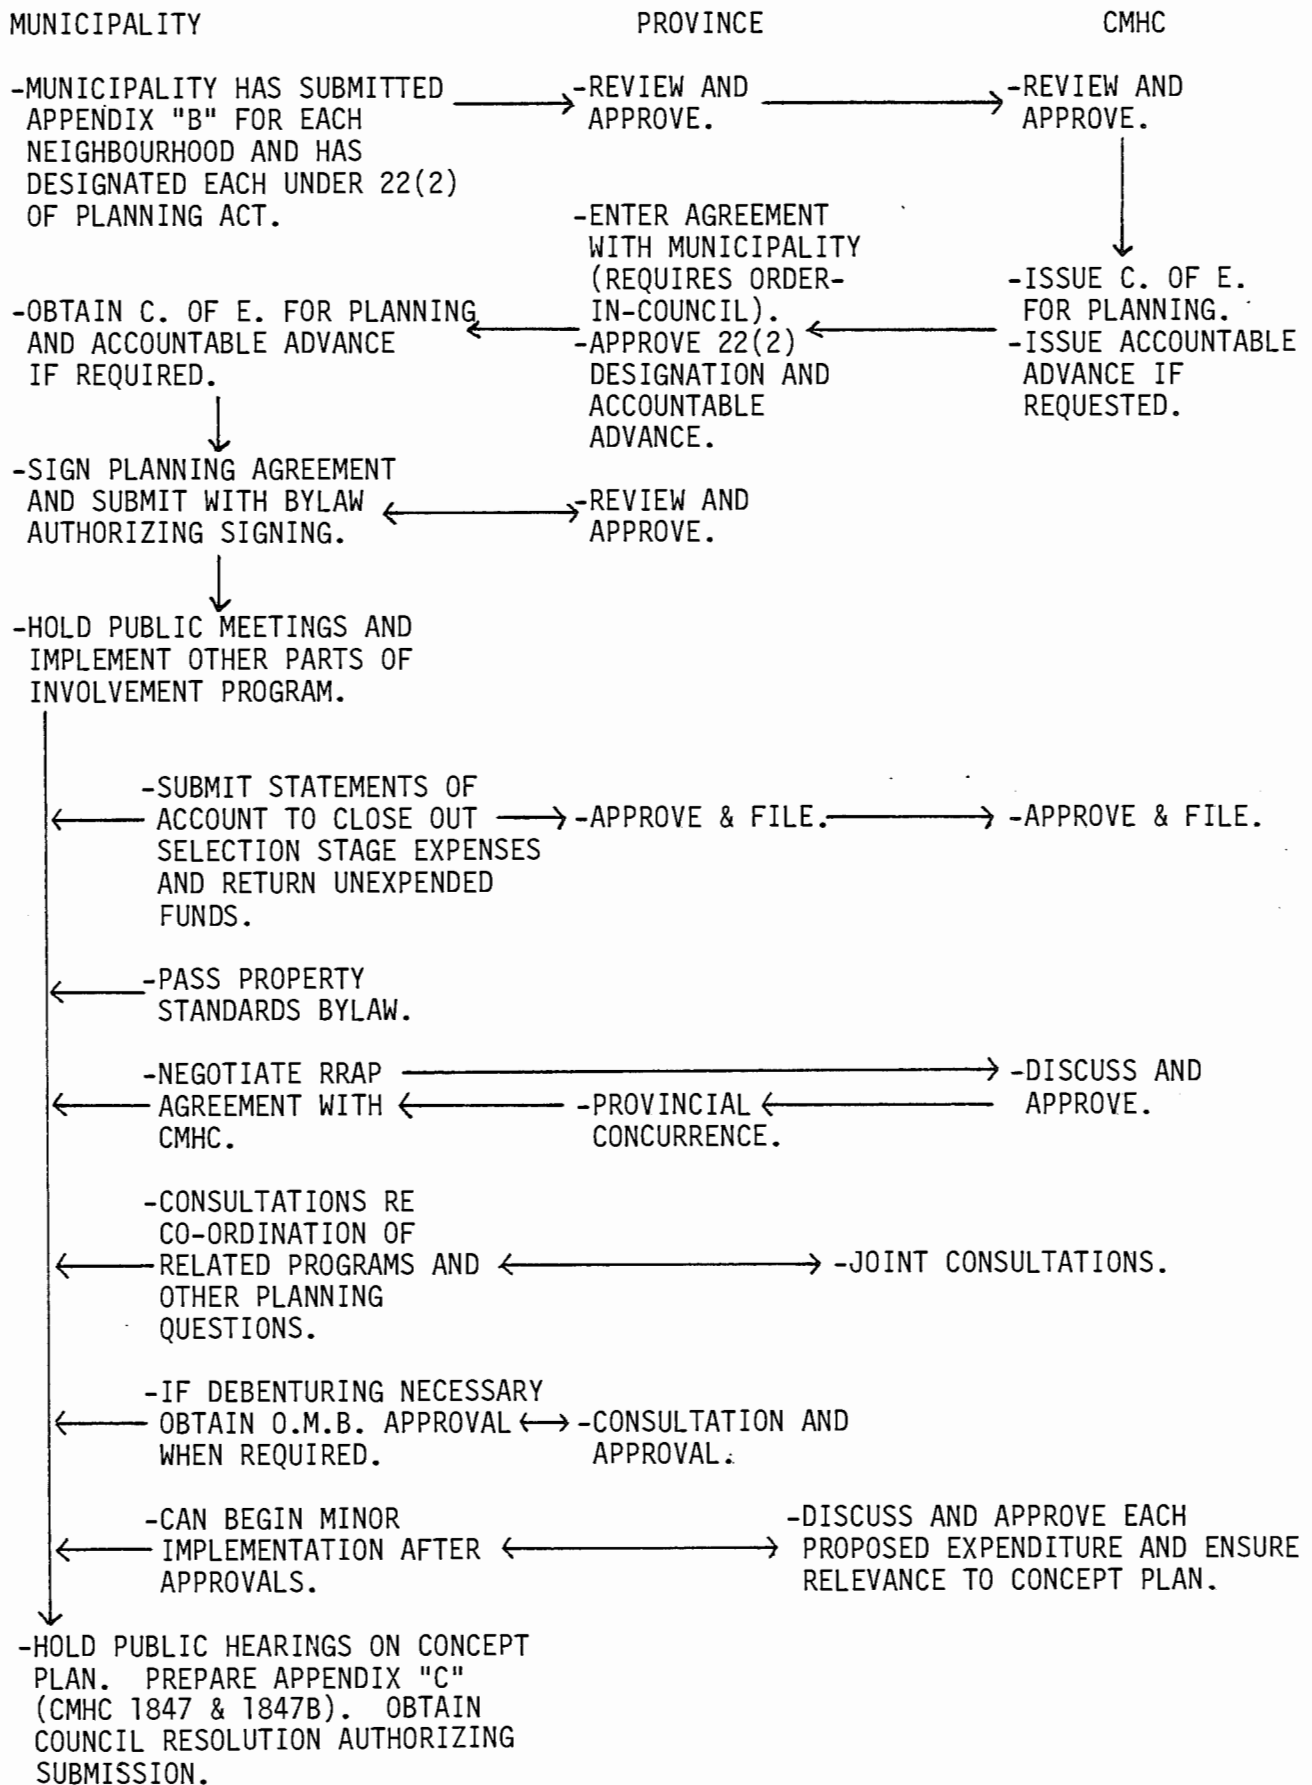 MUNICIPALITY
PROVINCE
CMHC
-MUNICIPALITY HAS SUBMITTED
APPENDIX "B" FOR EACH
NEIGHBOURHOOD AND HAS
DESIGNATED EACH UNDER 22(2)
OF PLANNING ACT.
-REVIEW AND
APPROVE.
-REVIEW AND
APPROVE.
-ENTER AGREEMENT
WITH MUNICIPALITY
(REQUIRES ORDER-
IN-COUNCIL).
-APPROVE 22(2)
DESIGNATION AND
ACCOUNTABLE
ADVANCE.
-ISSUE C. OF E.
FOR PLANNING.
-ISSUE ACCOUNTABLE
ADVANCE IF
REQUESTED.
-OBTAIN C. OF E. FOR PLANNING
AND ACCOUNTABLE ADVANCE
IF REQUIRED.
-SIGN PLANNING AGREEMENT
AND SUBMIT WITH BYLAW
AUTHORIZING SIGNING.
-REVIEW AND
APPROVE.
-HOLD PUBLIC MEETINGS AND
IMPLEMENT OTHER PARTS OF
INVOLVEMENT PROGRAM.
-SUBMIT STATEMENTS OF
ACCOUNT TO CLOSE OUT
SELECTION STAGE EXPENSES
AND RETURN UNEXPENDED
FUNDS.
-APPROVE & FILE.
-APPROVE & FILE.
-PASS PROPERTY
STANDARDS BYLAW.
-NEGOTIATE RRAP
AGREEMENT WITH
CMHC.
-PROVINCIAL
CONCURRENCE.
-DISCUSS AND
APPROVE.
-CONSULTATIONS RE
CO-ORDINATION OF
RELATED PROGRAMS AND
OTHER PLANNING
QUESTIONS.
-JOINT CONSULTATIONS.
-IF DEBENTURING NECESSARY
OBTAIN O.M.B. APPROVAL
WHEN REQUIRED.
-CONSULTATION AND
APPROVAL.
-CAN BEGIN MINOR
IMPLEMENTATION AFTER
APPROVALS.
-DISCUSS AND APPROVE EACH
PROPOSED EXPENDITURE AND ENSURE
RELEVANCE TO CONCEPT PLAN.
-HOLD PUBLIC HEARINGS ON CONCEPT
PLAN. PREPARE APPENDIX "C"
(CMHC 1847 & 1847B). OBTAIN
COUNCIL RESOLUTION AUTHORIZING
SUBMISSION.